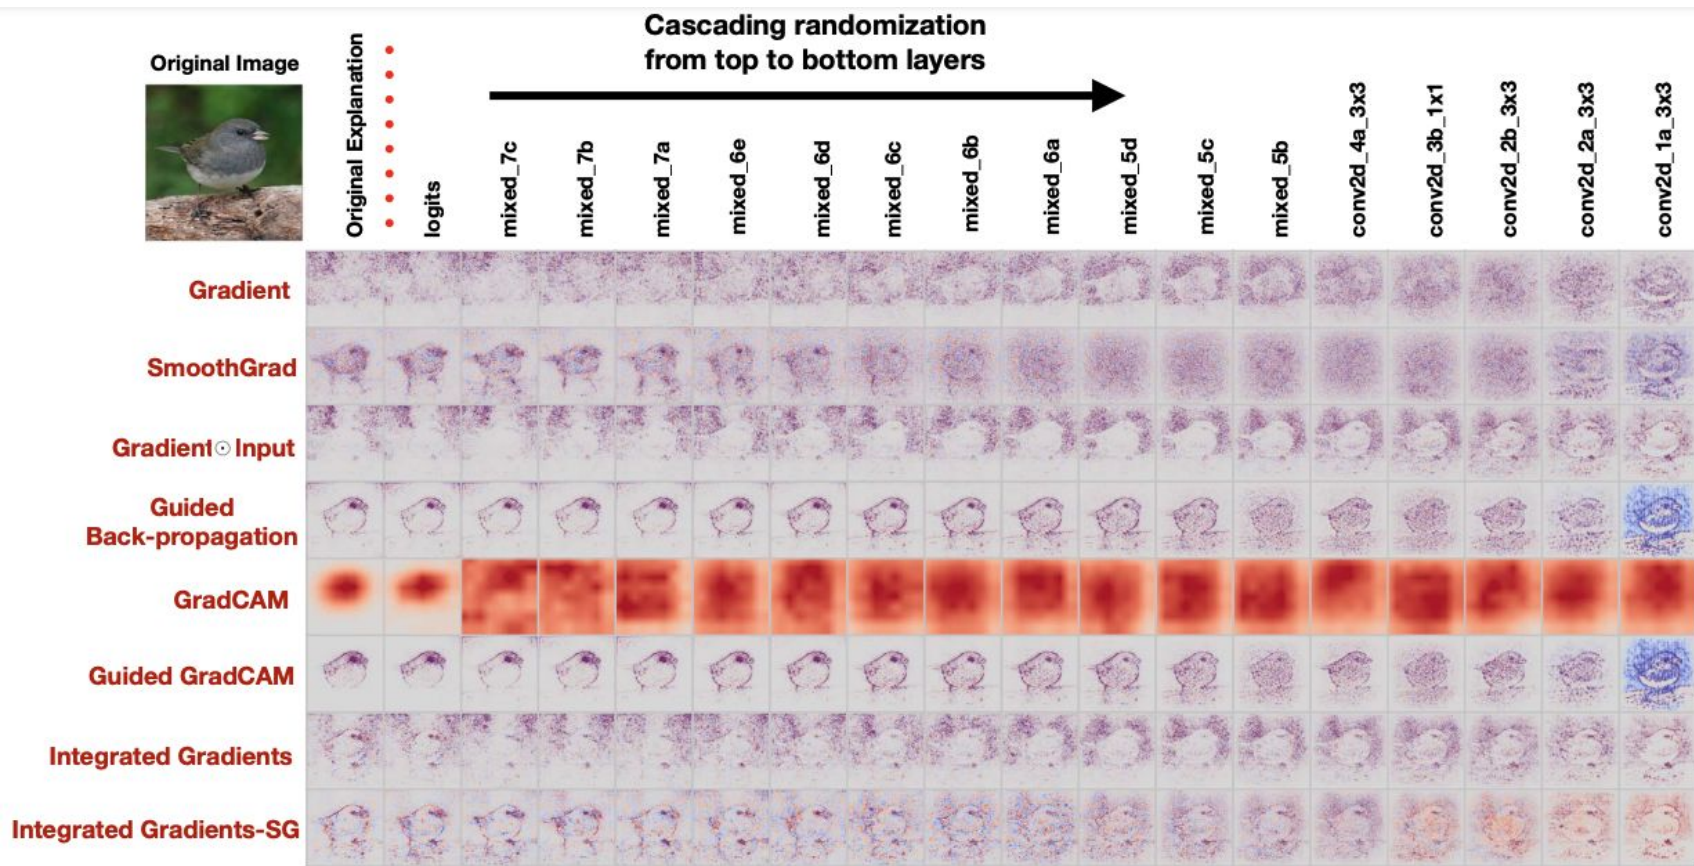 Cascading randomization
from top to bottom layers
Original Image
Original Explanation
logits
mixed_7c
mixed_7b
mixed_7a
mixed_6e
mixed_6d
mixed_6c
mixed_6b
mixed_6a
mixed_5d
mixed_5c
mixed_5b
conv2d_4a_3x3
conv2d_3b_1x1
conv2d_2b_3x3
conv2d_2a_3x3
conv2d_1a_3x3
Gradient
SmoothGrad
Gradient⊙Input
Guided
Back-propagation
GradCAM
Guided GradCAM
Integrated Gradients
Integrated Gradients-SG